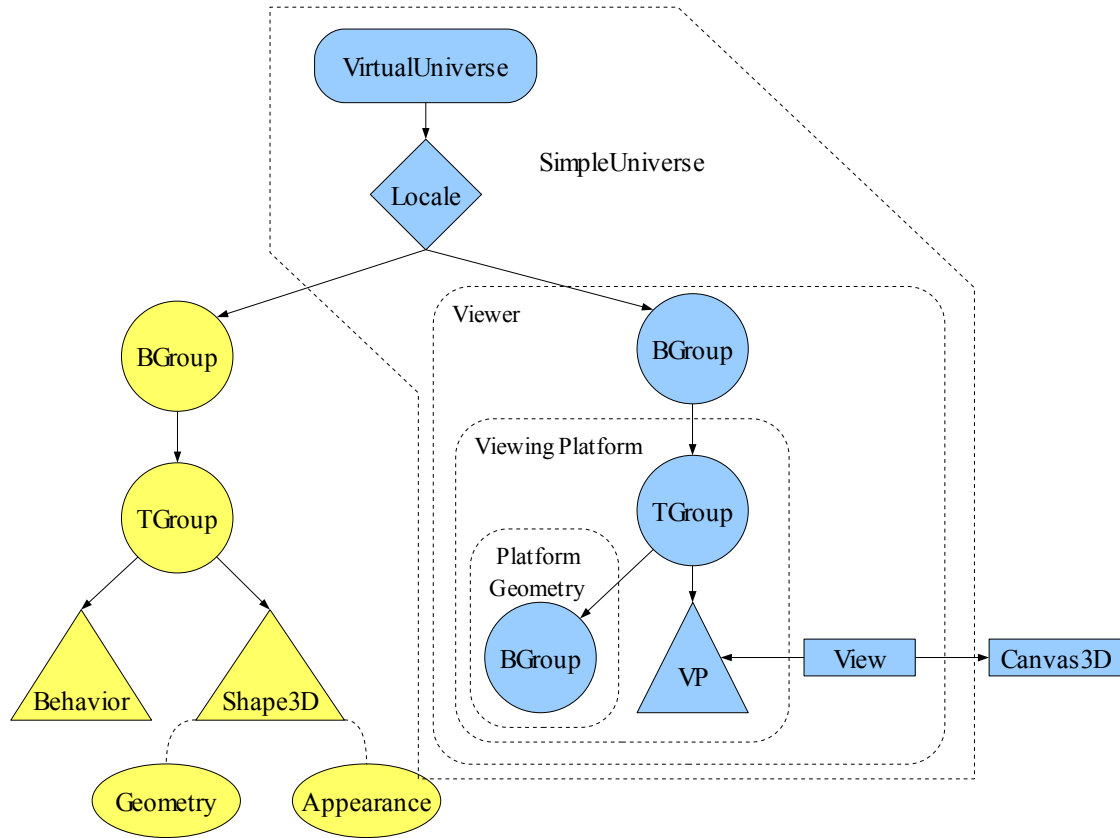 VirtualUniverse
SimpleUniverse
Locale
Viewer
BGroup
BGroup
Viewing Platform
TGroup
TGroup
Platform
Geometry
BGroup
VP
View
Canvas3D
Behavior
Shape3D
Geometry
Appearance